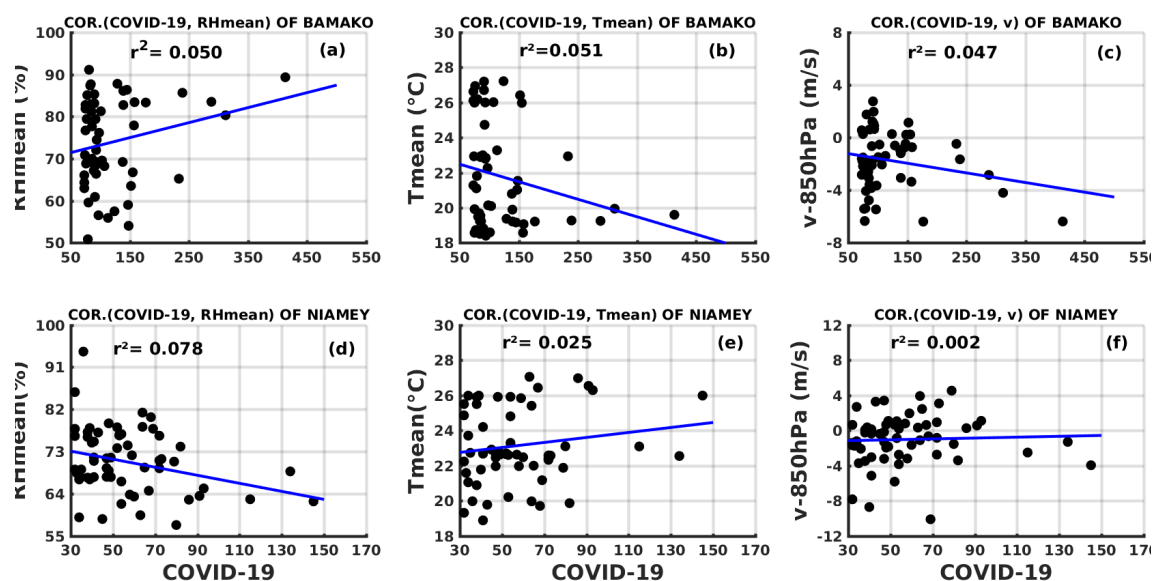 COR.(COVID-19, RHmean) OF BAMAKO
COR.(COVID-19, Tmean) OF BAMAKO
COR.(COVID-19, v) OF BAMAKO
RHmean (%)
100
90
80
70
60
50
r²= 0.050
(a)
50 150 250 350 450 550
Tmean (°C)
30
28
26
24
22
20
18
r²=0.051
(b)
50 150 250 350 450 550
v-850hPa (m/s)
8
4
0
-4
-8
r²= 0.047
(c)
50 150 250 350 450 550
COR.(COVID-19, RHmean) OF NIAMEY
COR.(COVID-19, Tmean) OF NIAMEY
COR.(COVID-19, v) OF NIAMEY
RHmean(%)
100
91
82
73
64
55
r²= 0.078
(d)
30 50 70 90 110 130 150 170
COVID-19
Tmean(°C)
30
28
26
24
22
20
18
r²= 0.025
(e)
30 50 70 90 110 130 150 170
COVID-19
v-850hPa (m/s)
12
8
4
0
-4
-8
-12
r²= 0.002
(f)
30 50 70 90 110 130 150 170
COVID-19